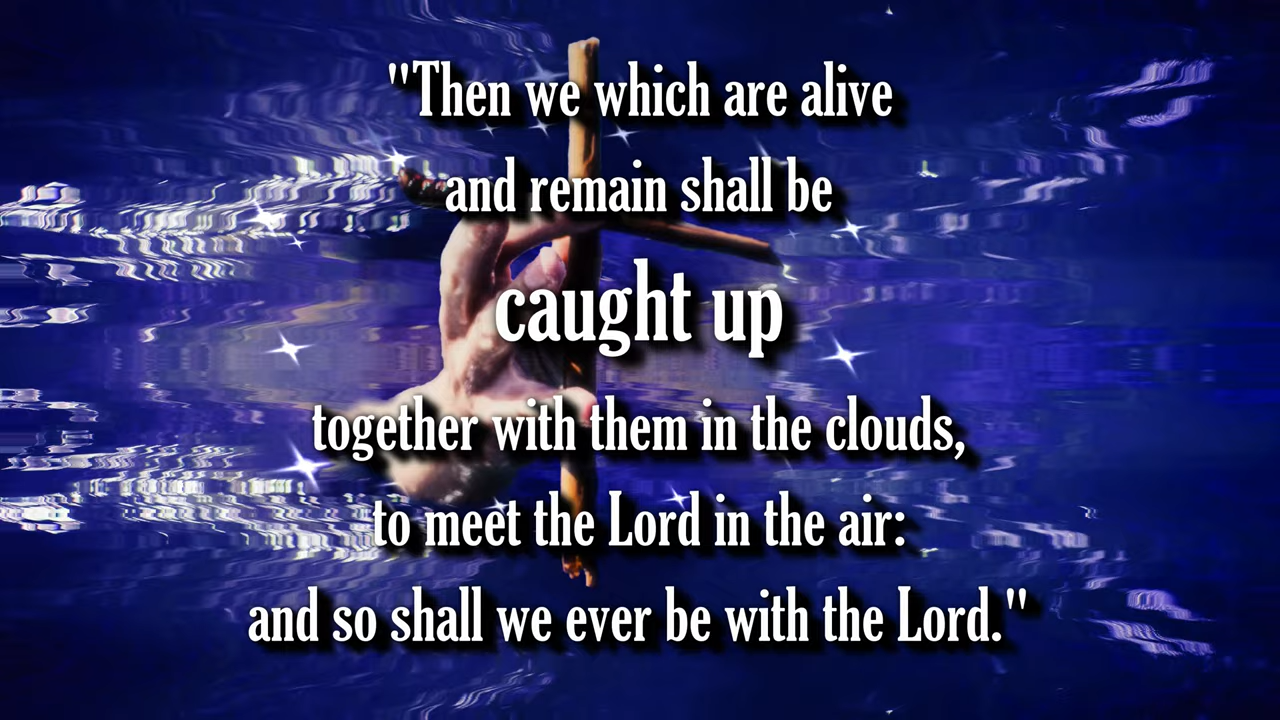 "Then we which are alive
and remain shall be
caught up
together with them in the clouds,
to meet the Lord in the air:
and so shall we ever be with the Lord."